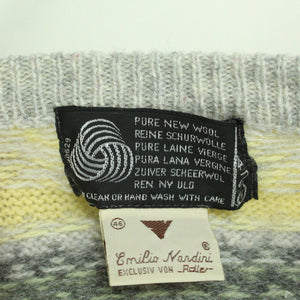 PURE NEW WOOL
REINE SCHURWOLLE
PURE LAINE VIERGE
PURA LANA VERGINE
ZUIVER SCHEERWOL
REN NY ULD
CLEAN OR HAND WASH WITH CARE
46
Emilio Nardini ®
EXCLUSIV VON Adler